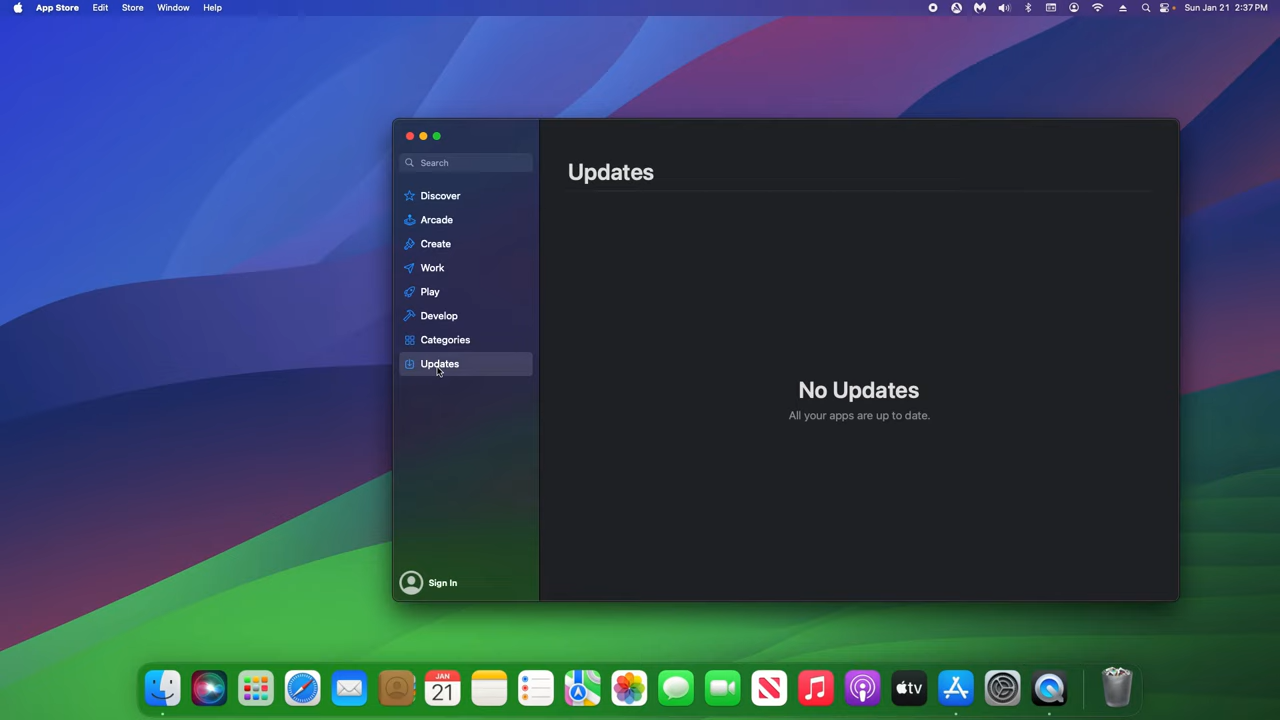 App Store Edit Store Window Help Sun Jan 21 2:37 PM
Search
Updates
Discover
Arcade
Create
Work
Play
Develop
Categories
Updates
No Updates
All your apps are up to date.
Sign In
JAN
21
tv